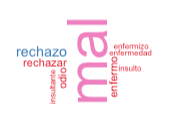 rechazo
rechazar
insultante
odio
mal
enfermo
enfermizo
enfermedad
insulto